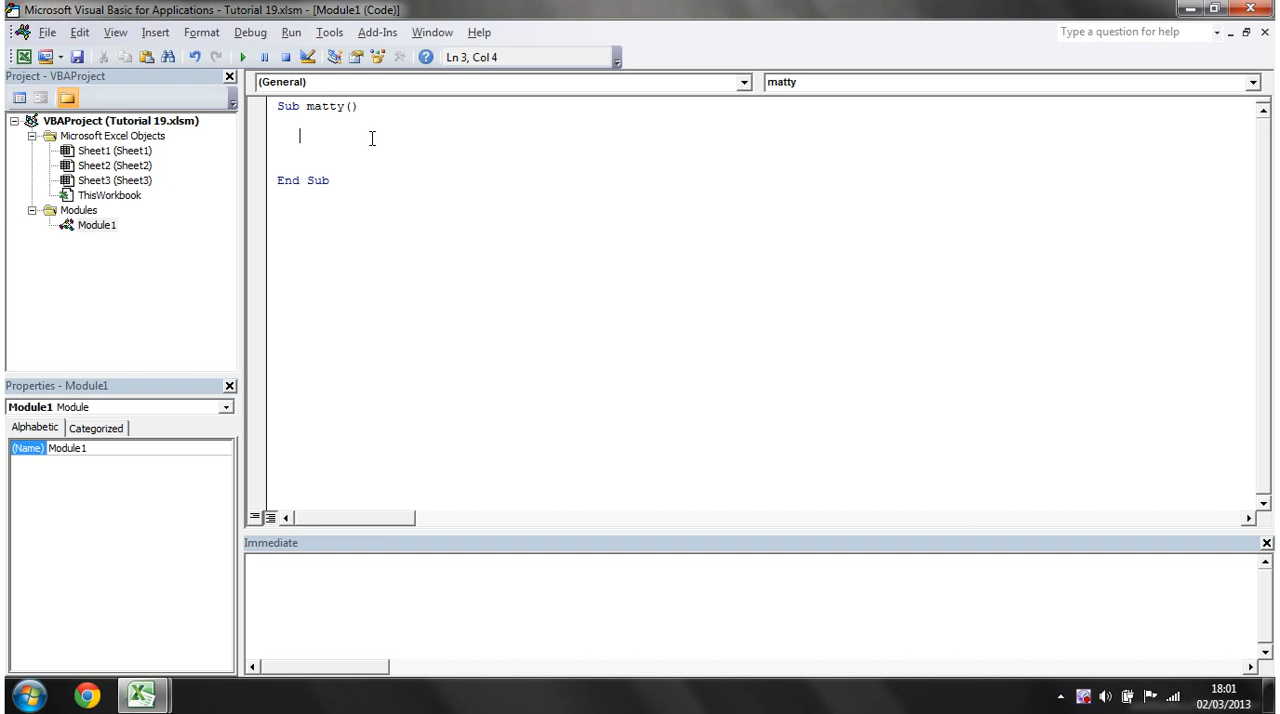 Microsoft Visual Basic for Applications - Tutorial 19.xlsm - [Module1 (Code)]
File Edit View Insert Format Debug Run Tools Add-Ins Window Help
Type a question for help
Ln 3, Col 4
Project - VBAProject
(General)
matty
VBAProject (Tutorial 19.xlsm)
Microsoft Excel Objects
Sheet1 (Sheet1)
Sheet2 (Sheet2)
Sheet3 (Sheet3)
ThisWorkbook
Modules
Module1
Sub matty()
End Sub
Properties - Module1
Module1 Module
Alphabetic Categorized
(Name) Module1
Immediate
18:01
02/03/2013